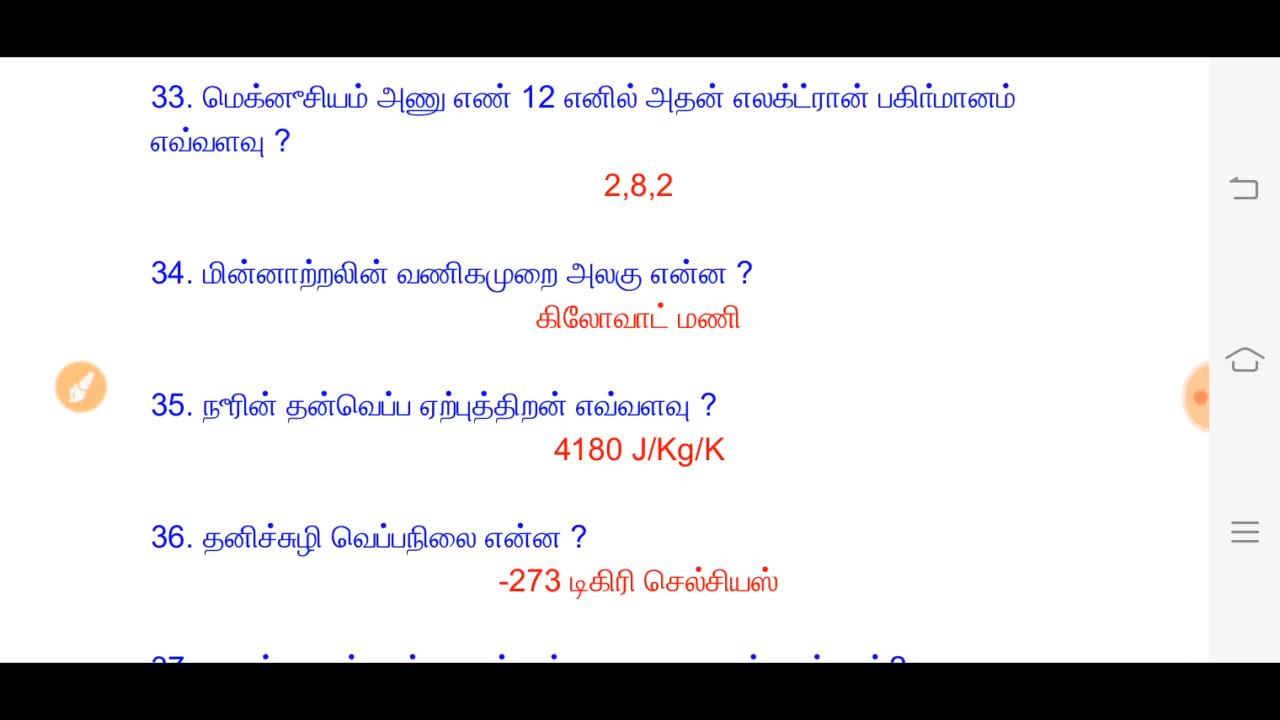 33. மெக்னூசியம் அணு எண் 12 எனில் அதன் எலக்ட்ரான் பகிர்மானம்
எவ்வளவு ?
2,8,2
34. மின்னாற்றலின் வணிகமுறை அலகு என்ன ?
கிலோவாட் மணி
35. நூரின் தன்வெப்ப ஏற்புத்திறன் எவ்வளவு ?
4180 J/Kg/K
36. தனிச்சுழி வெப்பநிலை என்ன ?
-273 டிகிரி செல்சியஸ்